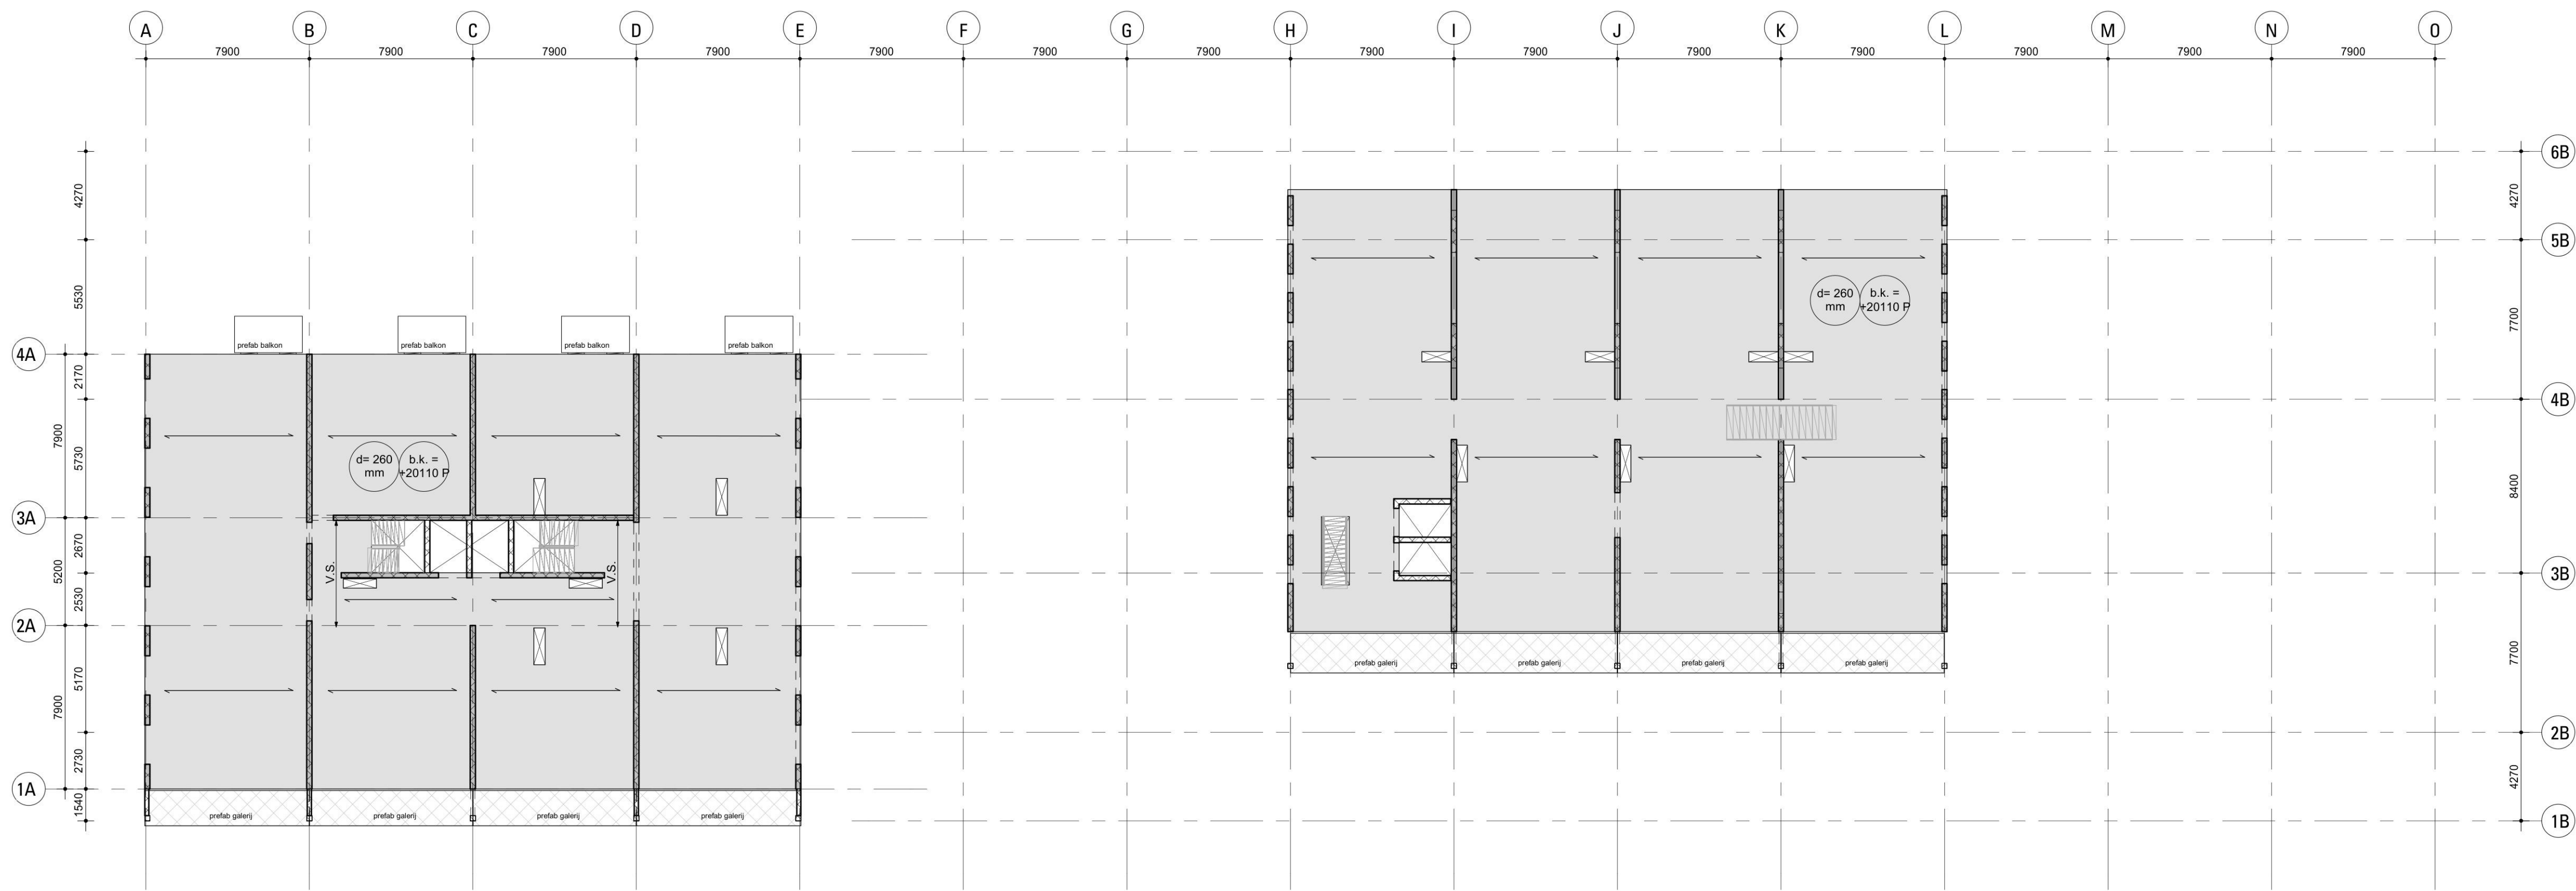 A B C D E F G H I J K L M N O
7900 7900 7900 7900 7900 7900 7900 7900 7900 7900 7900 7900 7900 7900
6B
4270 4270
5B
5530
d= 260 mm
b.k. = +20110 P
7700
prefab balkon prefab balkon prefab balkon prefab balkon
4A
2170
4B
7900
5730
d= 260 mm
b.k. = +20110 P
8400
3A
2670
5200
V.S. V.S.
3B
2530
2A
prefab galerij prefab galerij prefab galerij prefab galerij
7700
5170
7900
2B
2730
4270
1A
1540
prefab galerij prefab galerij prefab galerij prefab galerij
1B